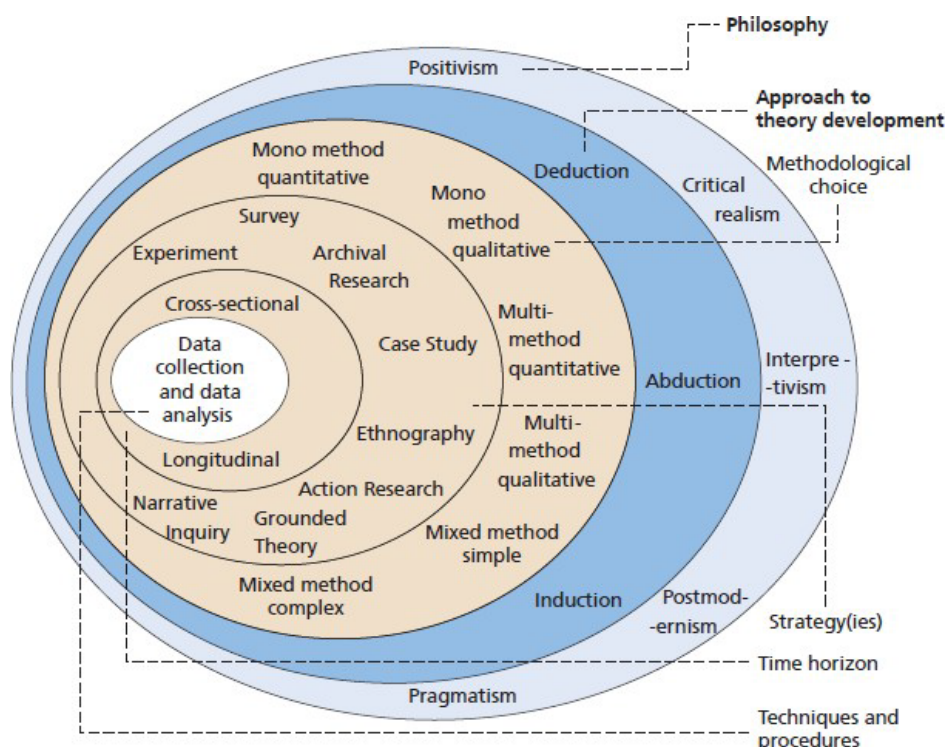 Philosophy
Positivism
Approach to
theory development
Mono method
quantitative
Deduction
Methodological
choice
Critical
realism
Mono
method
qualitative
Survey
Experiment
Archival
Research
Cross-sectional
Multi-
method
quantitative
Case Study
Data
collection
and data
analysis
Abduction
Interpre -
-tivism
Ethnography
Multi-
method
qualitative
Longitudinal
Action Research
Narrative
Inquiry
Grounded
Theory
Mixed method
simple
Mixed method
complex
Induction
Postmod-
-ernism
Strategy(ies)
Time horizon
Pragmatism
Techniques and
procedures